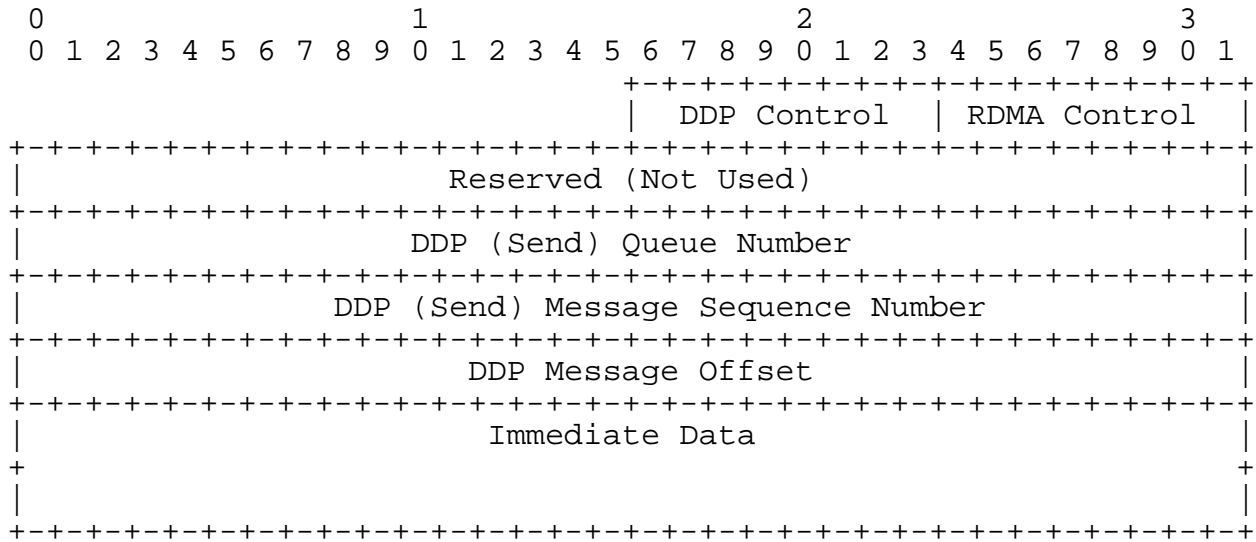 0                   1                   2                   3
 0 1 2 3 4 5 6 7 8 9 0 1 2 3 4 5 6 7 8 9 0 1 2 3 4 5 6 7 8 9 0 1
                                +-+-+-+-+-+-+-+-+-+-+-+-+-+-+-+-+
                                |  DDP Control  | RDMA Control  |
+-+-+-+-+-+-+-+-+-+-+-+-+-+-+-+-+-+-+-+-+-+-+-+-+-+-+-+-+-+-+-+-+
|                      Reserved (Not Used)                      |
+-+-+-+-+-+-+-+-+-+-+-+-+-+-+-+-+-+-+-+-+-+-+-+-+-+-+-+-+-+-+-+-+
|                    DDP (Send) Queue Number                    |
+-+-+-+-+-+-+-+-+-+-+-+-+-+-+-+-+-+-+-+-+-+-+-+-+-+-+-+-+-+-+-+-+
|                DDP (Send) Message Sequence Number             |
+-+-+-+-+-+-+-+-+-+-+-+-+-+-+-+-+-+-+-+-+-+-+-+-+-+-+-+-+-+-+-+-+
|                       DDP Message Offset                      |
+-+-+-+-+-+-+-+-+-+-+-+-+-+-+-+-+-+-+-+-+-+-+-+-+-+-+-+-+-+-+-+-+
|                        Immediate Data                         |
+                                                               +
|                                                               |
+-+-+-+-+-+-+-+-+-+-+-+-+-+-+-+-+-+-+-+-+-+-+-+-+-+-+-+-+-+-+-+-+